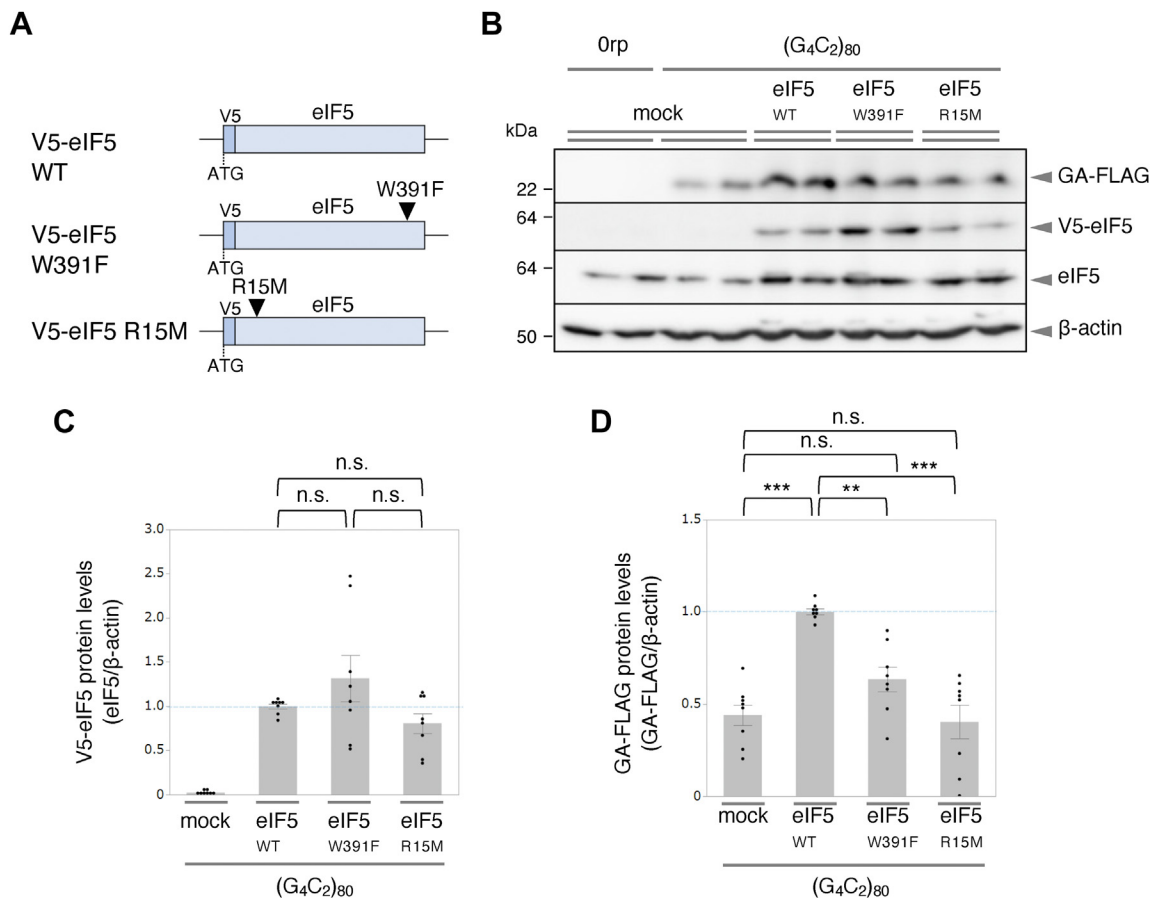 A
V5
eIF5
V5-eIF5
WT
ATG
W391F
V5
eIF5
V5-eIF5
W391F
ATG
R15M
V5
eIF5
V5-eIF5 R15M
ATG
B
0rp
(G4C2)80
mock
eIF5
WT
eIF5
W391F
eIF5
R15M
kDa
22
GA-FLAG
64
V5-eIF5
64
eIF5
50
β-actin
C
n.s.
n.s.
n.s.
V5-eIF5 protein levels
(eIF5/β-actin)
3.0
2.5
2.0
1.5
1.0
0.5
0
mock
eIF5
WT
eIF5
W391F
eIF5
R15M
(G4C2)80
D
n.s.
n.s.
***
***
**
GA-FLAG protein levels
(GA-FLAG/β-actin)
1.5
1.0
0.5
0
mock
eIF5
WT
eIF5
W391F
eIF5
R15M
(G4C2)80